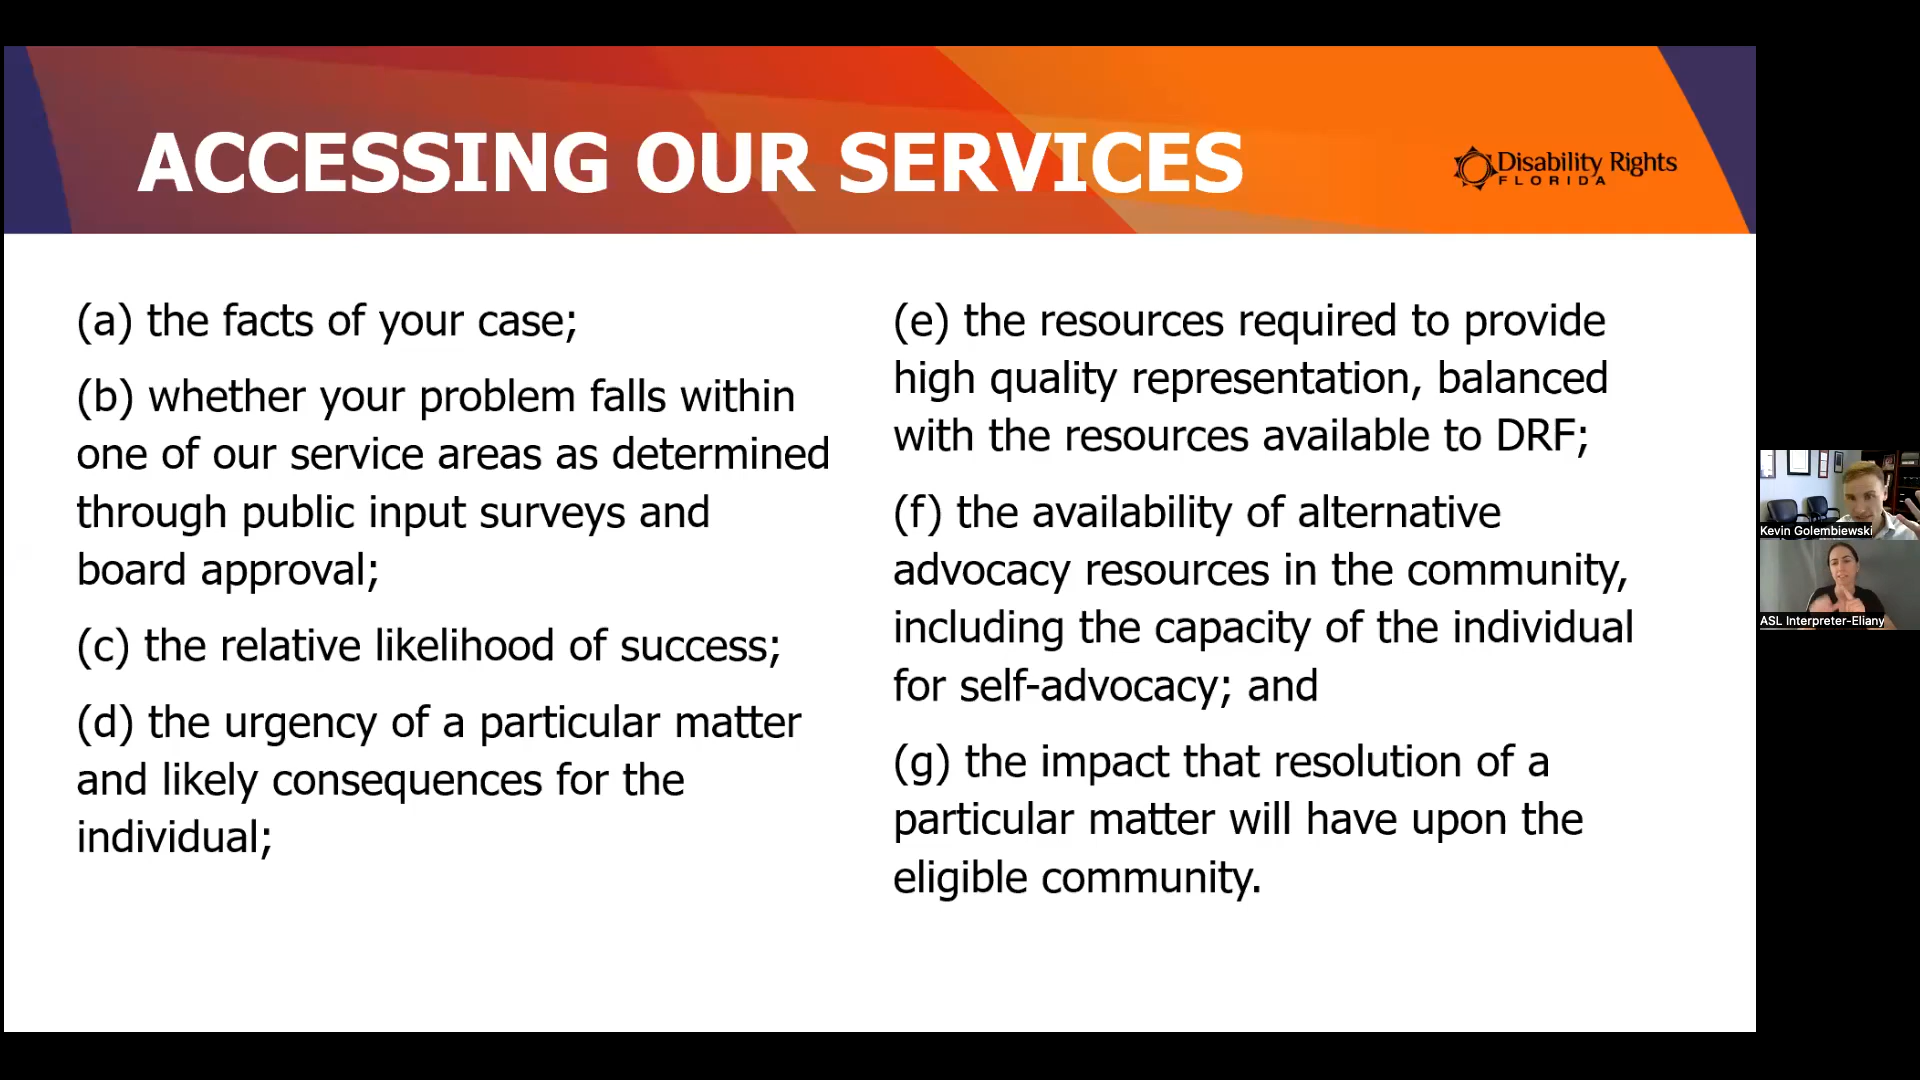 ACCESSING OUR SERVICES
Disability Rights
FLORIDA
(a) the facts of your case;
(b) whether your problem falls within
one of our service areas as determined
through public input surveys and
board approval;
(c) the relative likelihood of success;
(d) the urgency of a particular matter
and likely consequences for the
individual;
(e) the resources required to provide
high quality representation, balanced
with the resources available to DRF;
(f) the availability of alternative
advocacy resources in the community,
including the capacity of the individual
for self-advocacy; and
(g) the impact that resolution of a
particular matter will have upon the
eligible community.
Kevin Golembiewski
ASL Interpreter-Eliany